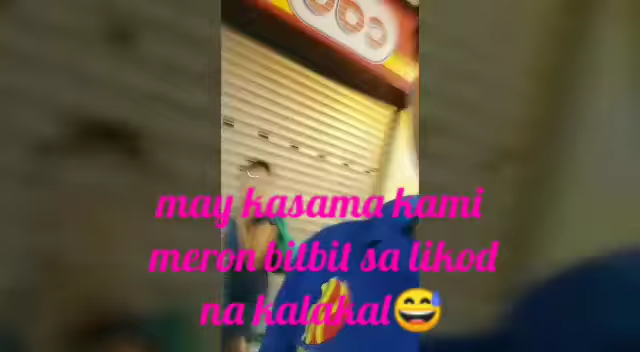 may kasama kami
meron bitbit sa likod
na kalakal😅